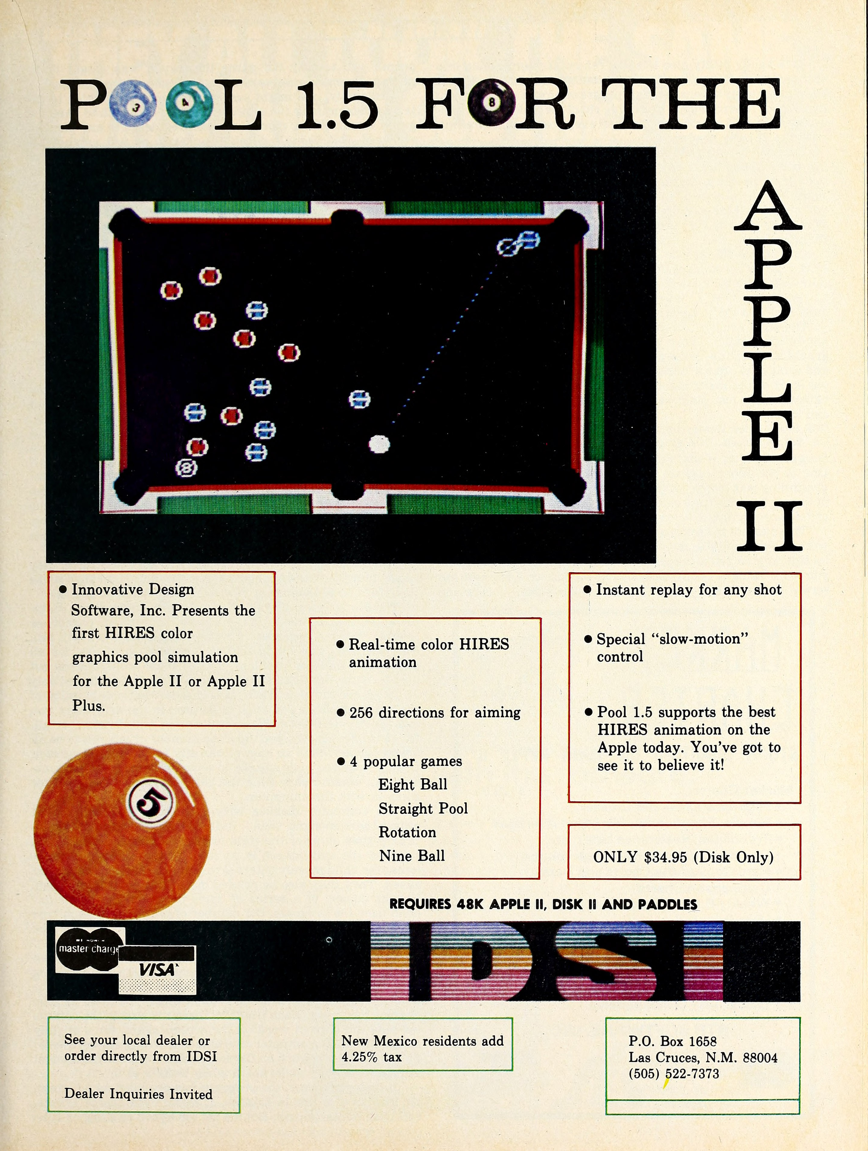 POOL 1.5 FOR THE
APPLE II
8
• Innovative Design
Software, Inc. Presents the
first HIRES color
graphics pool simulation
for the Apple II or Apple II
Plus.
• Real-time color HIRES
animation
• 256 directions for aiming
• 4 popular games
Eight Ball
Straight Pool
Rotation
Nine Ball
• Instant replay for any shot
• Special “slow-motion”
control
• Pool 1.5 supports the best
HIRES animation on the
Apple today. You’ve got to
see it to believe it!
ONLY $34.95 (Disk Only)
5
REQUIRES 48K APPLE II, DISK II AND PADDLES
master charge
VISA
IDSI
See your local dealer or
order directly from IDSI
Dealer Inquiries Invited
New Mexico residents add
4.25% tax
P.O. Box 1658
Las Cruces, N.M. 88004
(505) 522-7373